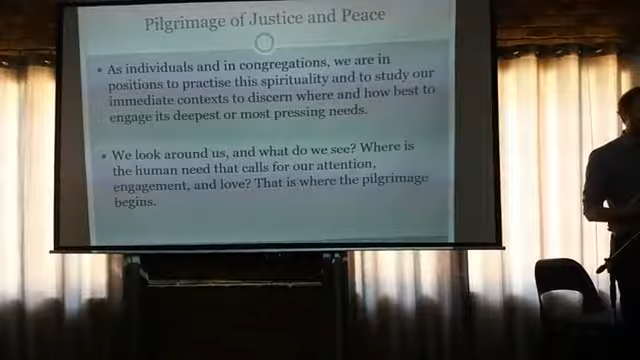 Pilgrimage of Justice and Peace
• As individuals and in congregations, we are in
positions to practise this spirituality and to study our
immediate contexts to discern where and how best to
engage its deepest or most pressing needs.
• We look around us, and what do we see? Where is
the human need that calls for our attention,
engagement, and love? That is where the pilgrimage
begins.